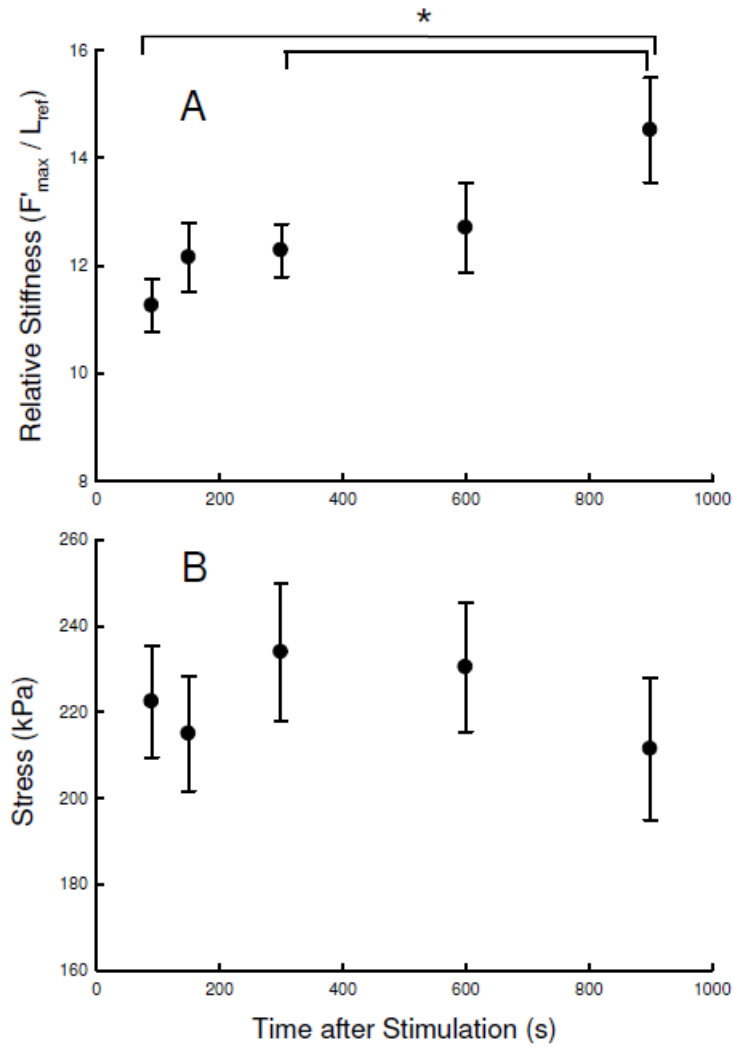 *
16
A
14
12
10
8
Relative Stiffness (F'max / Lref)
0 200 400 600 800 1000
260
B
240
220
200
180
160
Stress (kPa)
0 200 400 600 800 1000
Time after Stimulation (s)